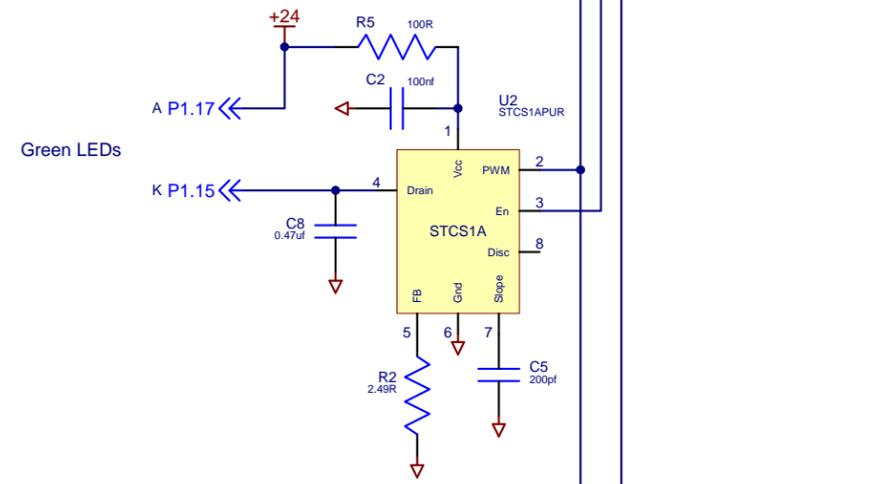 +24
R5 100R
C2 100nf
A P1.17
U2
STCS1APUR
1
Green LEDs
Vcc
PWM 2
K P1.15
4 Drain
En 3
C8
0.47uf
STCS1A
Disc 8
FB Gnd Slope
5 6 7
R2
2.49R
C5
200pf